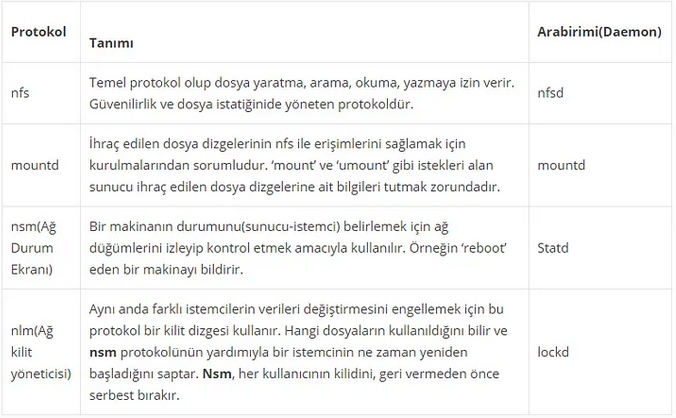 Protokol
Tanımı
Arabirimi(Daemon)
nfs
Temel protokol olup dosya yaratma, arama, okuma, yazmaya izin verir.
Güvenilirlik ve dosya istatiğinide yöneten protokoldür.
nfsd
mountd
İhraç edilen dosya dizgelerinin nfs ile erişimlerini sağlamak için
kurulmalarından sorumludur. ‘mount’ ve ‘umount’ gibi istekleri alan
sunucu ihraç edilen dosya dizgelerine ait bilgileri tutmak zorundadır.
mountd
nsm(Ağ
Durum
Ekranı)
Bir makinanın durumunu(sunucu-istemci) belirlemek için ağ
düğümlerini izleyip kontrol etmek amacıyla kullanılır. Örneğin ‘reboot’
eden bir makinayı bildirir.
Statd
nlm(Ağ
kilit
yöneticisi)
Aynı anda farklı istemcilerin verileri değiştirmesini engellemek için bu
protokol bir kilit dizgesi kullanır. Hangi dosyaların kullanıldığını bilir ve
nsm protokolünün yardımıyla bir istemcinin ne zaman yeniden
başladığını saptar. Nsm, her kullanıcının kilidini, geri vermeden önce
serbest bırakır.
lockd